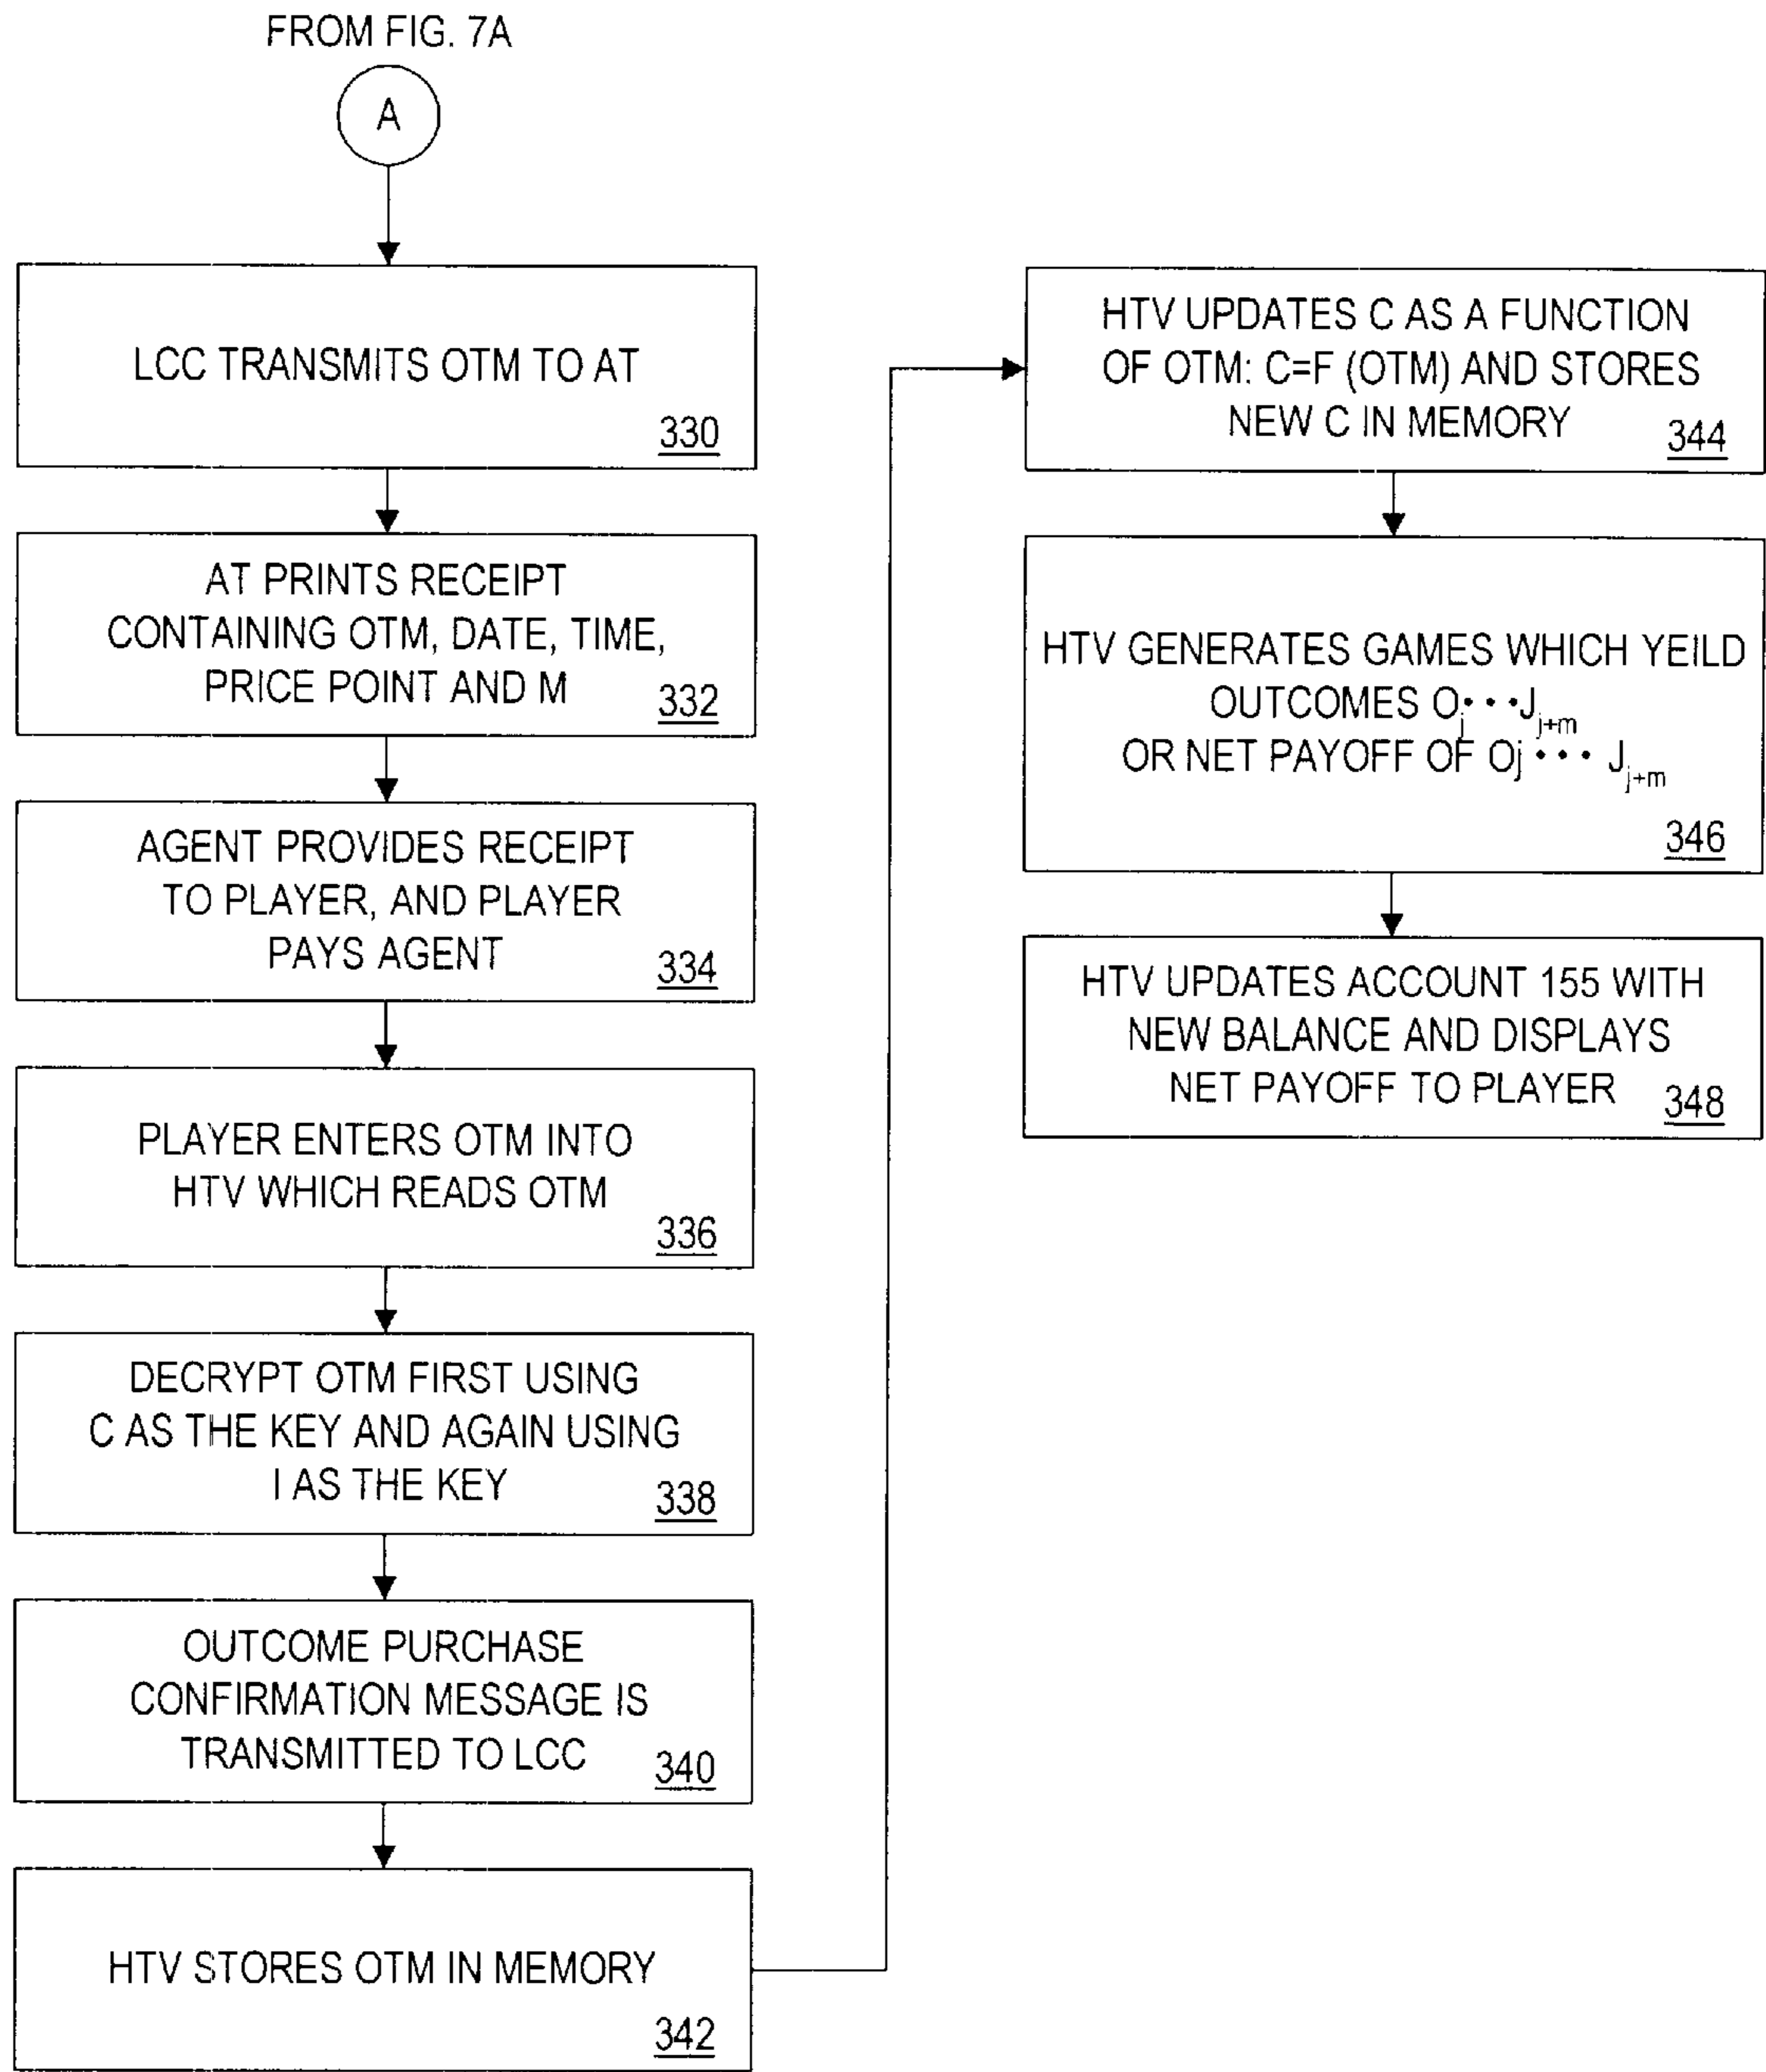 FROM FIG. 7A
A
LCC TRANSMITS OTM TO AT
330
AT PRINTS RECEIPT
CONTAINING OTM, DATE, TIME,
PRICE POINT AND M
332
AGENT PROVIDES RECEIPT
TO PLAYER, AND PLAYER
PAYS AGENT
334
PLAYER ENTERS OTM INTO
HTV WHICH READS OTM
336
DECRYPT OTM FIRST USING
C AS THE KEY AND AGAIN USING
I AS THE KEY
338
OUTCOME PURCHASE
CONFIRMATION MESSAGE IS
TRANSMITTED TO LCC
340
HTV STORES OTM IN MEMORY
342
HTV UPDATES C AS A FUNCTION
OF OTM: C=F (OTM) AND STORES
NEW C IN MEMORY
344
HTV GENERATES GAMES WHICH YEILD
OUTCOMES Oj•••Jj+m
OR NET PAYOFF OF Oj ••• Jj+m
346
HTV UPDATES ACCOUNT 155 WITH
NEW BALANCE AND DISPLAYS
NET PAYOFF TO PLAYER
348